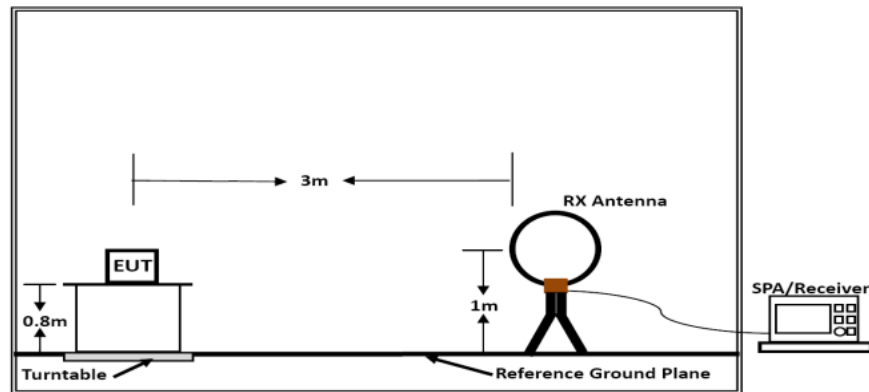 3m
RX Antenna
EUT
SPA/Receiver
0.8m
1m
Turntable
Reference Ground Plane